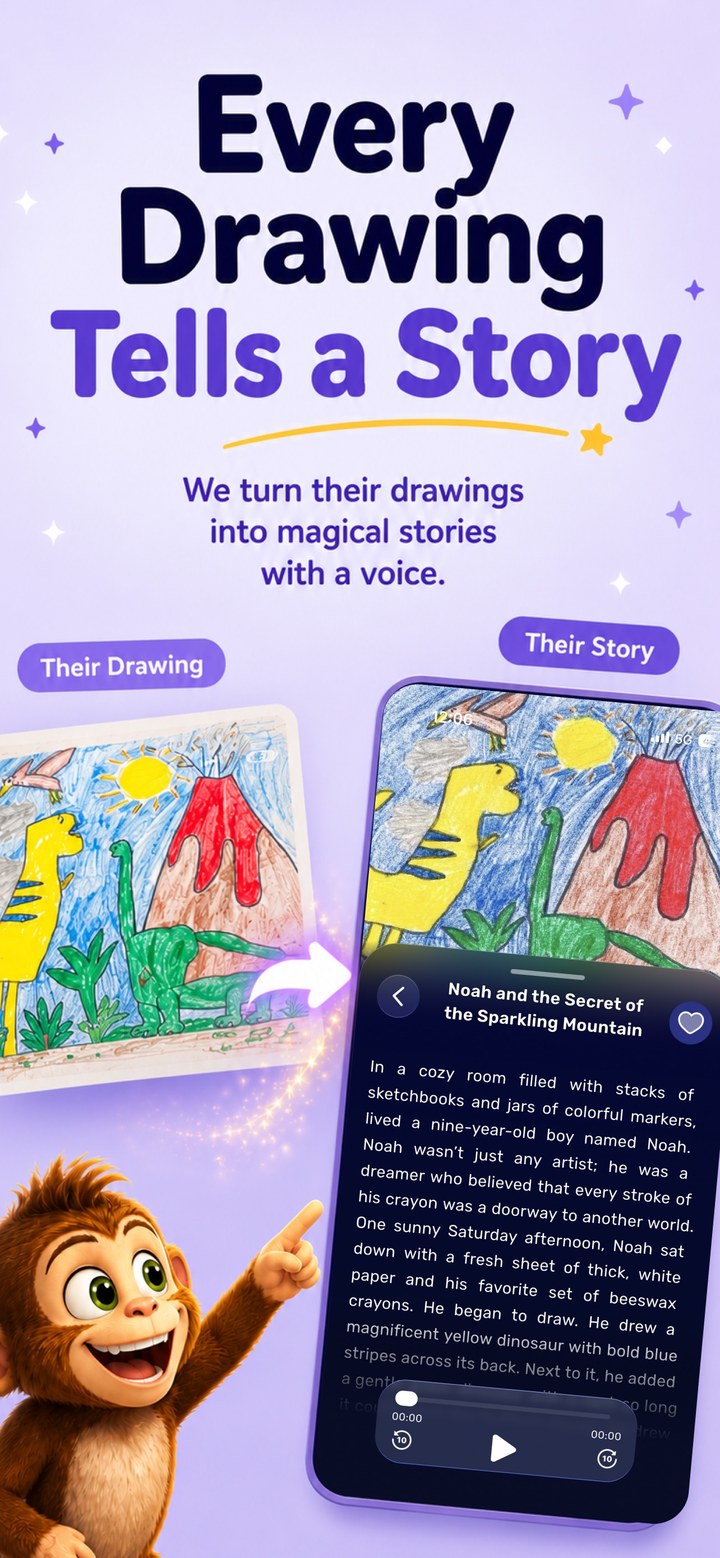 Every
Drawing
Tells a Story
We turn their drawings
into magical stories
with a voice.
Their Drawing
Their Story
12:06
5G
Noah and the Secret of
the Sparkling Mountain
In a cozy room filled with stacks of
sketchbooks and jars of colorful markers,
lived a nine-year-old boy named Noah.
Noah wasn't just any artist; he was a
dreamer who believed that every stroke of
his crayon was a doorway to another world.
One sunny Saturday afternoon, Noah sat
down with a fresh sheet of thick, white
paper and his favorite set of beeswax
crayons. He began to draw. He drew a
magnificent yellow dinosaur with bold blue
stripes across its back. Next to it, he added
a so long
it drew
00:00
00:00
10
10